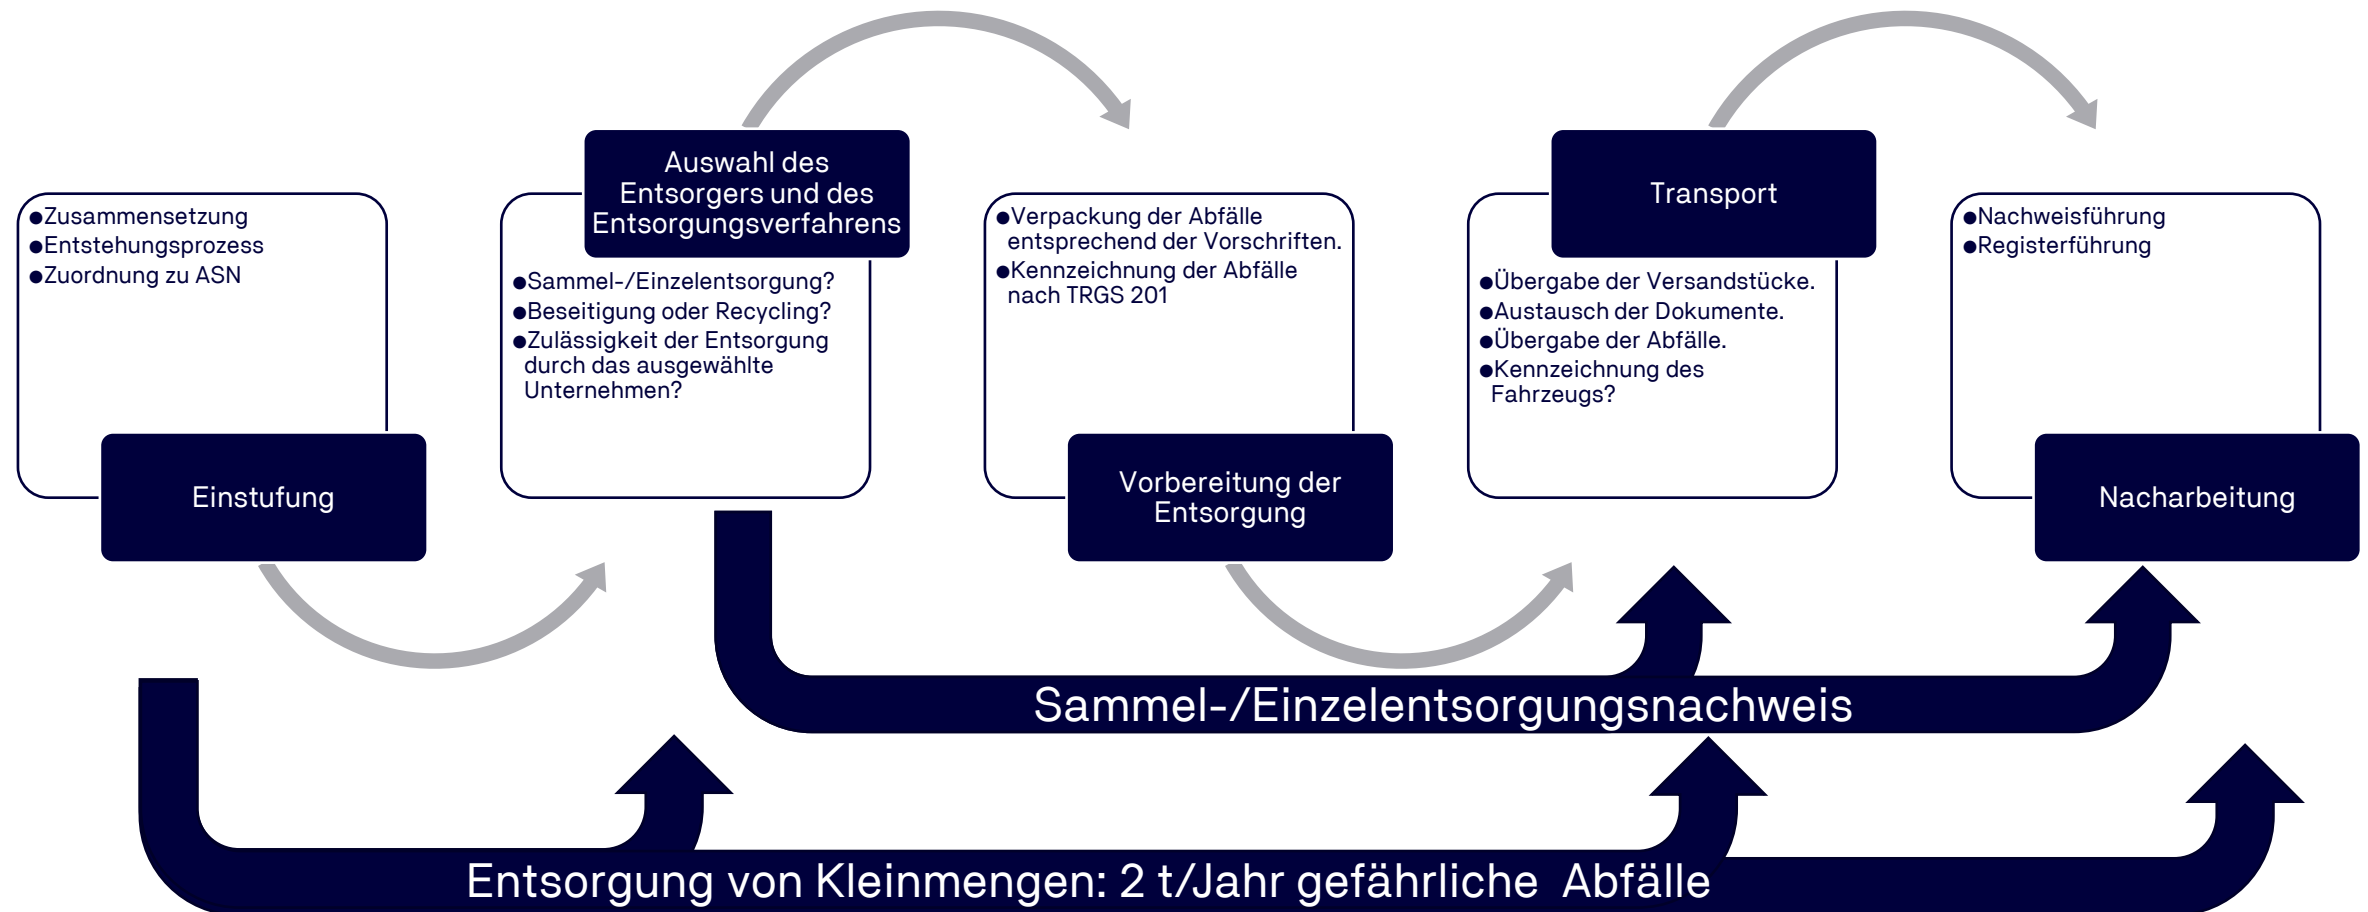 ●Zusammensetzung
●Entstehungsprozess
●Zuordnung zu ASN
Einstufung
Auswahl des
Entsorgers und des
Entsorgungsverfahrens
●Sammel-/Einzelentsorgung?
●Beseitigung oder Recycling?
●Zulässigkeit der Entsorgung
durch das ausgewählte
Unternehmen?
●Verpackung der Abfälle
entsprechend der Vorschriften.
●Kennzeichnung der Abfälle
nach TRGS 201
Vorbereitung der
Entsorgung
Transport
●Übergabe der Versandstücke.
●Austausch der Dokumente.
●Übergabe der Abfälle.
●Kennzeichnung des
Fahrzeugs?
●Nachweisführung
●Registerführung
Nacharbeitung
Sammel-/Einzelentsorgungsnachweis
Entsorgung von Kleinmengen: 2 t/Jahr gefährliche  Abfälle